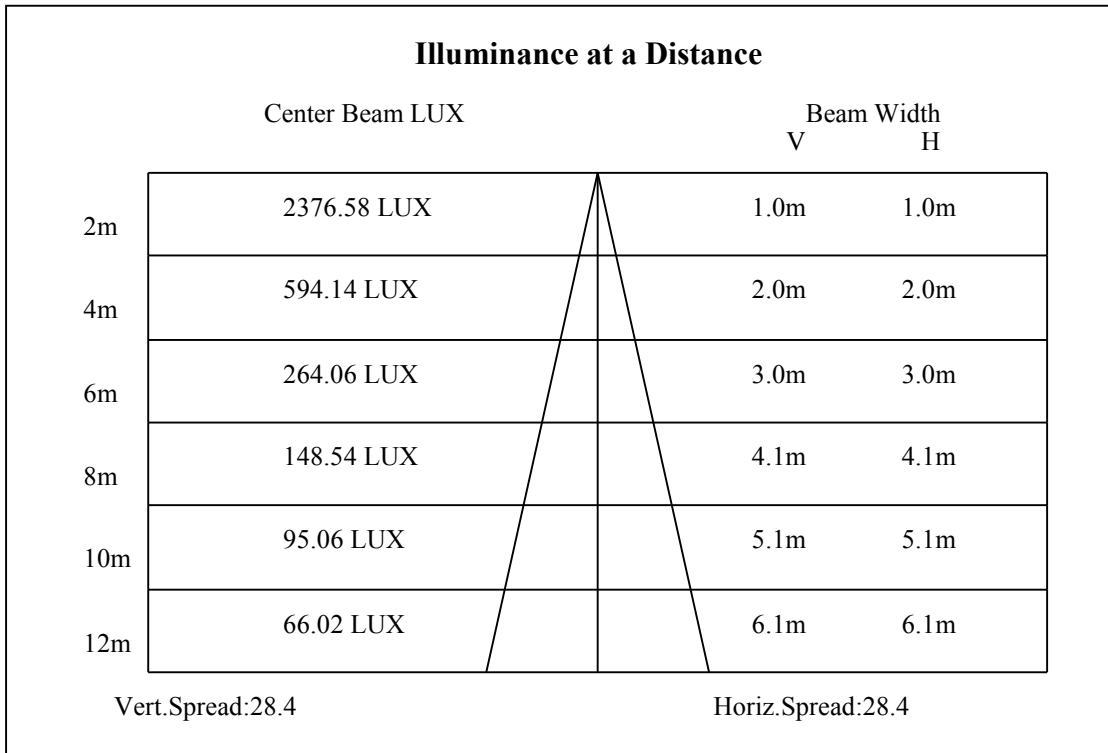 Illuminance at a Distance
Center Beam LUX Beam Width
V H
2m 2376.58 LUX 1.0m 1.0m
4m 594.14 LUX 2.0m 2.0m
6m 264.06 LUX 3.0m 3.0m
8m 148.54 LUX 4.1m 4.1m
10m 95.06 LUX 5.1m 5.1m
12m 66.02 LUX 6.1m 6.1m
Vert.Spread:28.4 Horiz.Spread:28.4